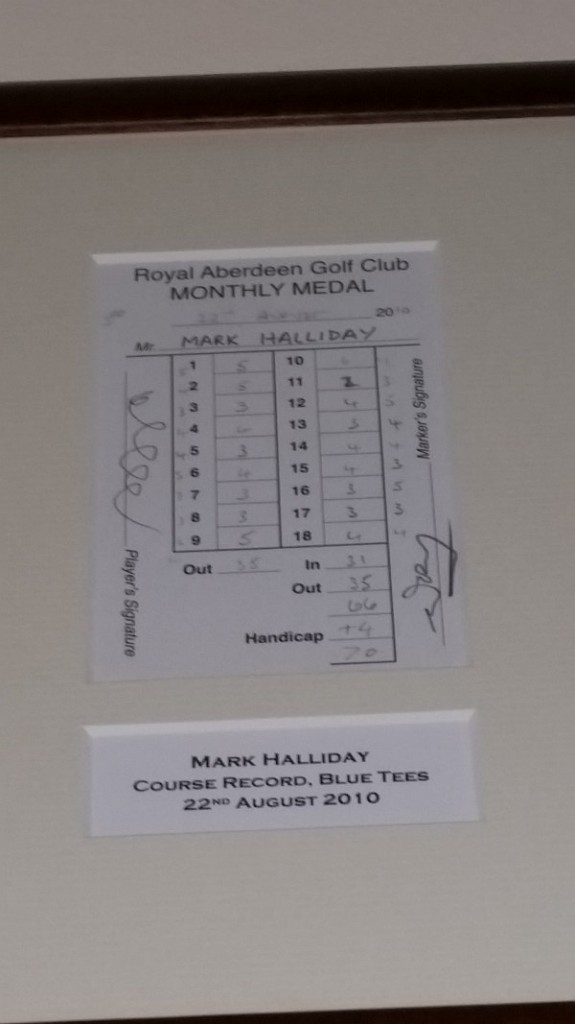 Royal Aberdeen Golf Club
MONTHLY MEDAL
2010
Mr. MARK HALLIDAY
1 5 10
2 5 11 2
3 3 12 4
4 4 13 3
5 3 14 4
6 4 15 4
7 3 16 3
8 3 17 3
9 5 18 4
Out 35 In 31
Out 35
66
Handicap +4
70
Player's Signature
Marker's Signature
MARK HALLIDAY
COURSE RECORD, BLUE TEES
22ND AUGUST 2010